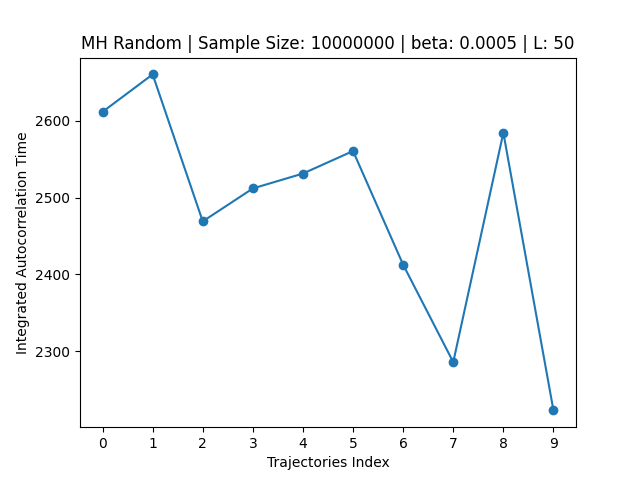 MH Random | Sample Size: 10000000 | beta: 0.0005 | L: 50
Integrated Autocorrelation Time
2600
2500
2400
2300
0 1 2 3 4 5 6 7 8 9
Trajectories Index